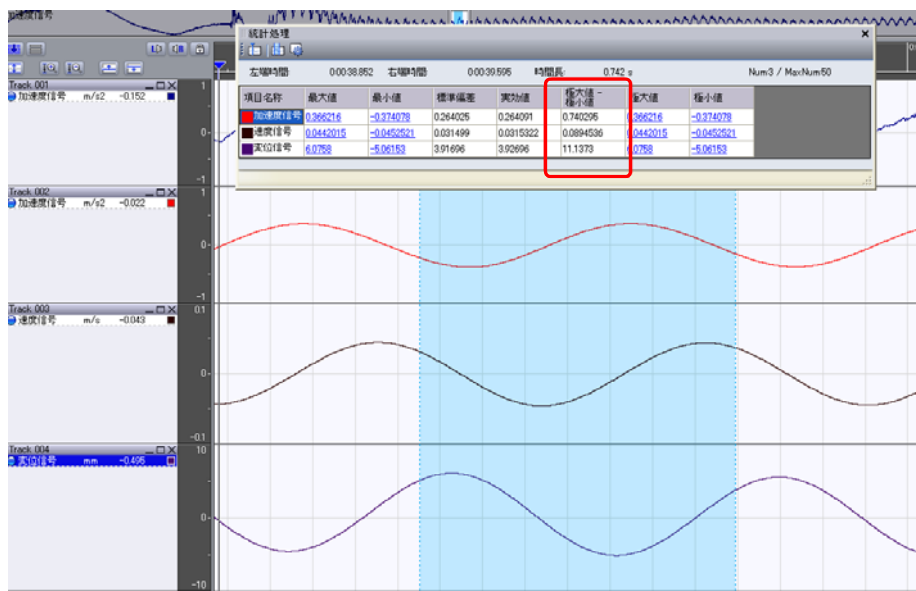 加速度信号
統計処理
左端時間 0:00:38.852 右端時間 0:00:39.595 時間長 0.742 s Num3 / MaxNum50
項目名称 最大値 最小値 標準偏差 実効値 極大値 - 極小値 極大値 極小値
加速度信号 0.366216 -0.374078 0.264025 0.264091 0.740295 0.366216 -0.374078
速度信号 0.0442015 -0.0452521 0.031499 0.0315322 0.0894536 0.0442015 -0.0452521
変位信号 6.0758 -5.06153 3.91696 3.92696 11.1373 6.0758 -5.06153
Track 001
加速度信号 m/s2 -0.152
1
0
-1
Track 002
加速度信号 m/s2 -0.022
1
0
-1
Track 003
速度信号 m/s -0.043
0.1
0
-0.1
Track 004
変位信号 mm -0.495
10
0
-10